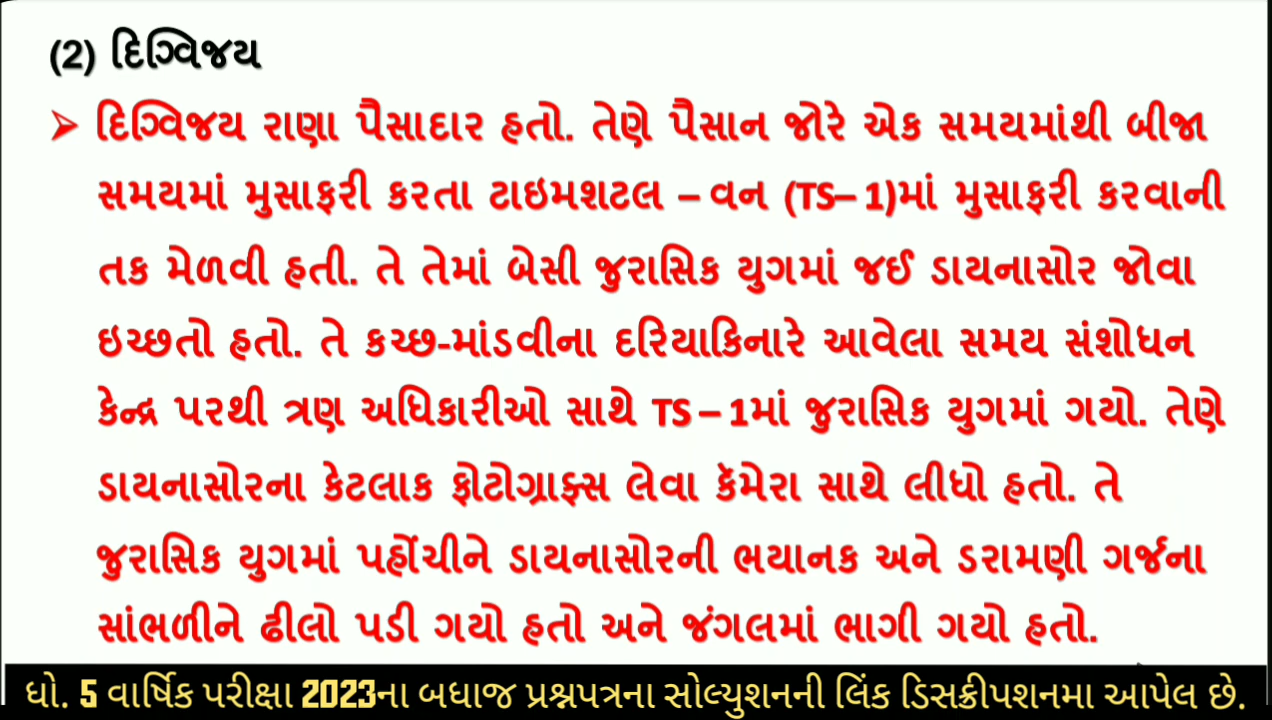 (2) દિગ્વિજય
➢ દિગ્વિજય રાણા પૈસાદાર હતો. તેણે પૈસાન જોરે એક સમયમાંથી બીજા
સમયમાં મુસાફરી કરતા ટાઇમશટલ – વન (TS– 1)માં મુસાફરી કરવાની
તક મેળવી હતી. તે તેમાં બેસી જુરાસિક યુગમાં જઈ ડાયનાસોર જોવા
ઇચ્છતો હતો. તે કચ્છ-માંડવીના દરિયાકિનારે આવેલા સમય સંશોધન
કેન્દ્ર પરથી ત્રણ અધિકારીઓ સાથે TS – 1માં જુરાસિક યુગમાં ગયો. તેણે
ડાયનાસોરના કેટલાક ફોટોગ્રાફ્સ લેવા કૅમેરા સાથે લીધો હતો. તે
જુરાસિક યુગમાં પહોંચીને ડાયનાસોરની ભયાનક અને ડરામણી ગર્જના
સાંભળીને ઢીલો પડી ગયો હતો અને જંગલમાં ભાગી ગયો હતો.
ધો. 5 વાર્ષિક પરીક્ષા 2023ના બધાજ પ્રશ્નપત્રના સોલ્યુશનની લિંક ડિસક્રીપશનમા આપેલ છે.